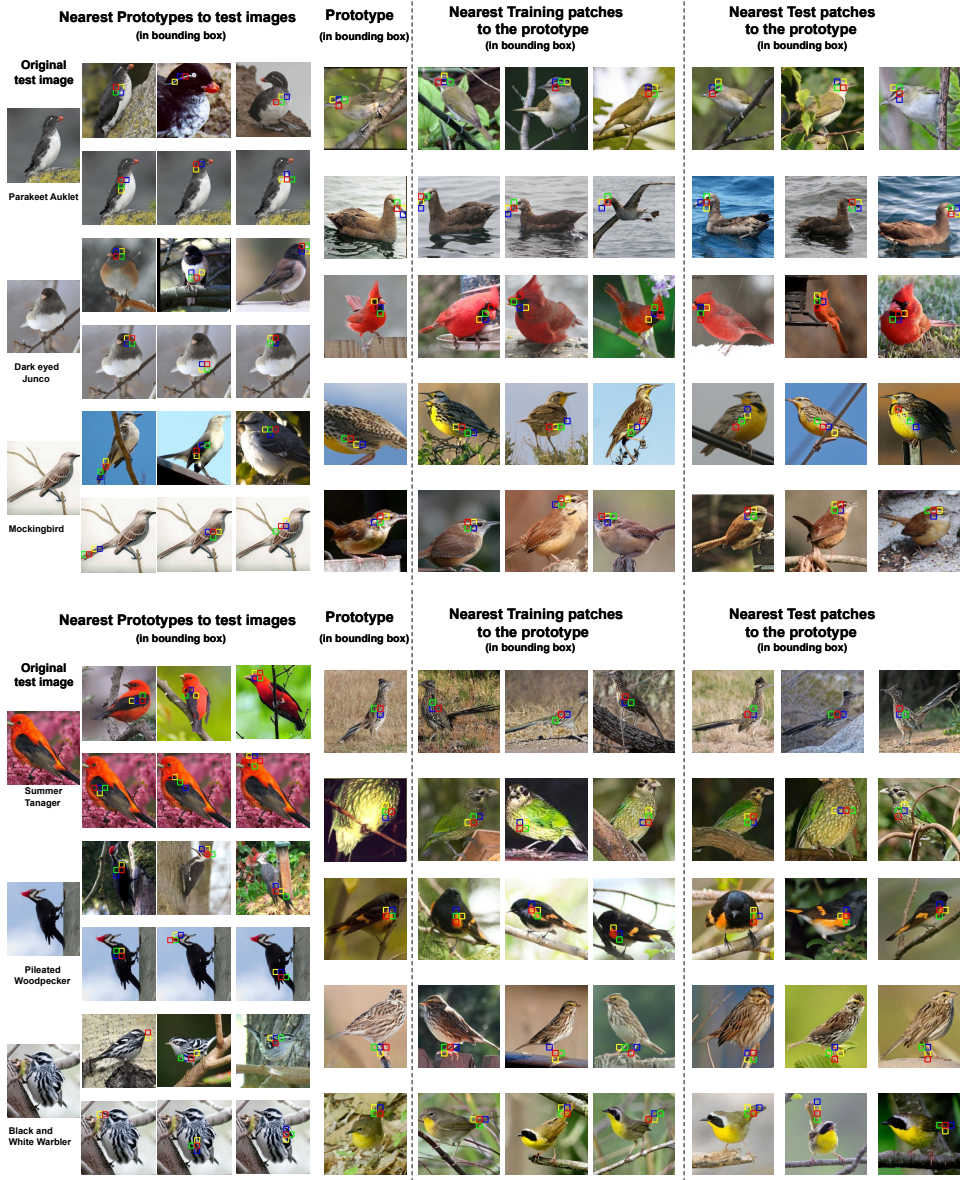 Nearest Prototypes to test images
(in bounding box)
Prototype
(in bounding box)
Nearest Training patches
to the prototype
(in bounding box)
Nearest Test patches
to the prototype
(in bounding box)
Original
test image
Parakeet Auklet
Dark eyed
Junco
Mockingbird
Nearest Prototypes to test images
(in bounding box)
Prototype
(in bounding box)
Nearest Training patches
to the prototype
(in bounding box)
Nearest Test patches
to the prototype
(in bounding box)
Original
test image
Summer
Tanager
Pileated
Woodpecker
Black and
White Warbler